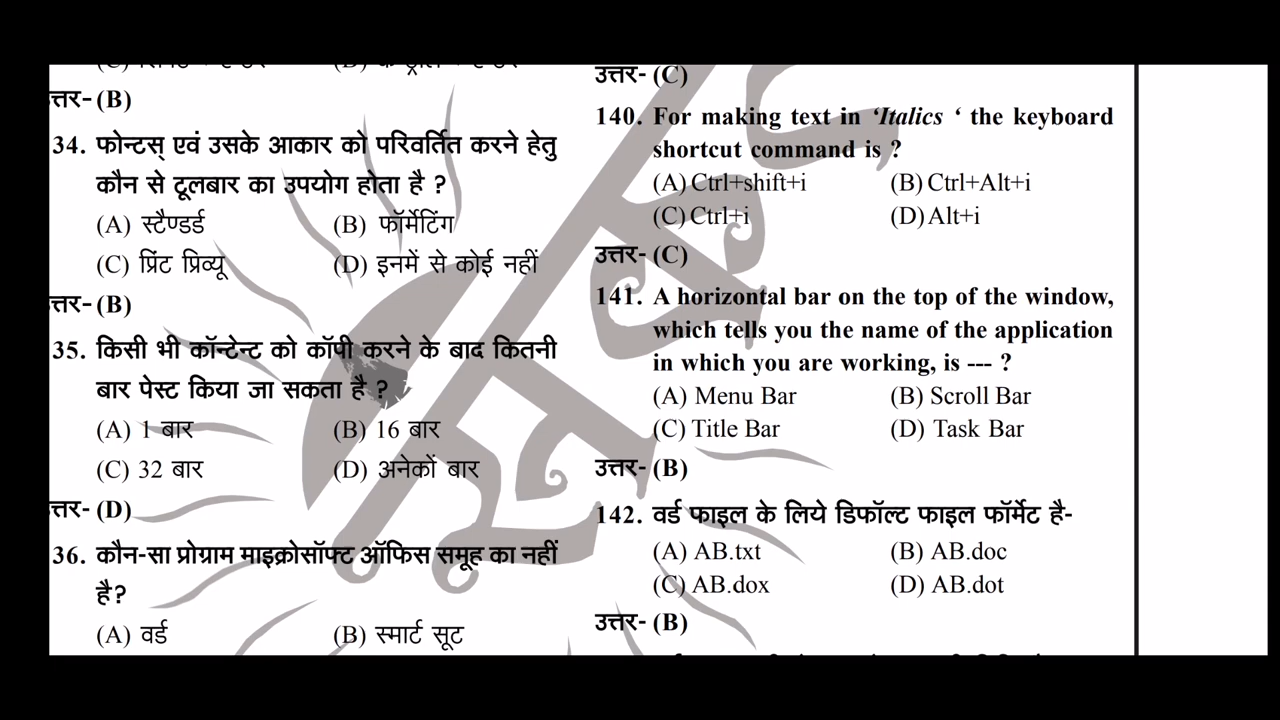 त्तर- (B)
34. फोन्टस् एवं उसके आकार को परिवर्तित करने हेतु
कौन से टूलबार का उपयोग होता है ?
(A) स्टैण्डर्ड (B) फॉर्मेटिंग
(C) प्रिंट प्रिव्यू (D) इनमें से कोई नहीं
त्तर- (B)
35. किसी भी कॉन्टेन्ट को कॉपी करने के बाद कितनी
बार पेस्ट किया जा सकता है ?
(A) 1 बार (B) 16 बार
(C) 32 बार (D) अनेकों बार
त्तर- (D)
36. कौन-सा प्रोग्राम माइक्रोसॉफ्ट ऑफिस समूह का नहीं
है?
(A) वर्ड (B) स्मार्ट सूट
उत्तर- (C)
140. For making text in ‘Italics ‘ the keyboard
shortcut command is ?
(A) Ctrl+shift+i (B) Ctrl+Alt+i
(C) Ctrl+i (D) Alt+i
उत्तर- (C)
141. A horizontal bar on the top of the window,
which tells you the name of the application
in which you are working, is --- ?
(A) Menu Bar (B) Scroll Bar
(C) Title Bar (D) Task Bar
उत्तर- (B)
142. वर्ड फाइल के लिये डिफॉल्ट फाइल फॉर्मेट है-
(A) AB.txt (B) AB.doc
(C) AB.dox (D) AB.dot
उत्तर- (B)